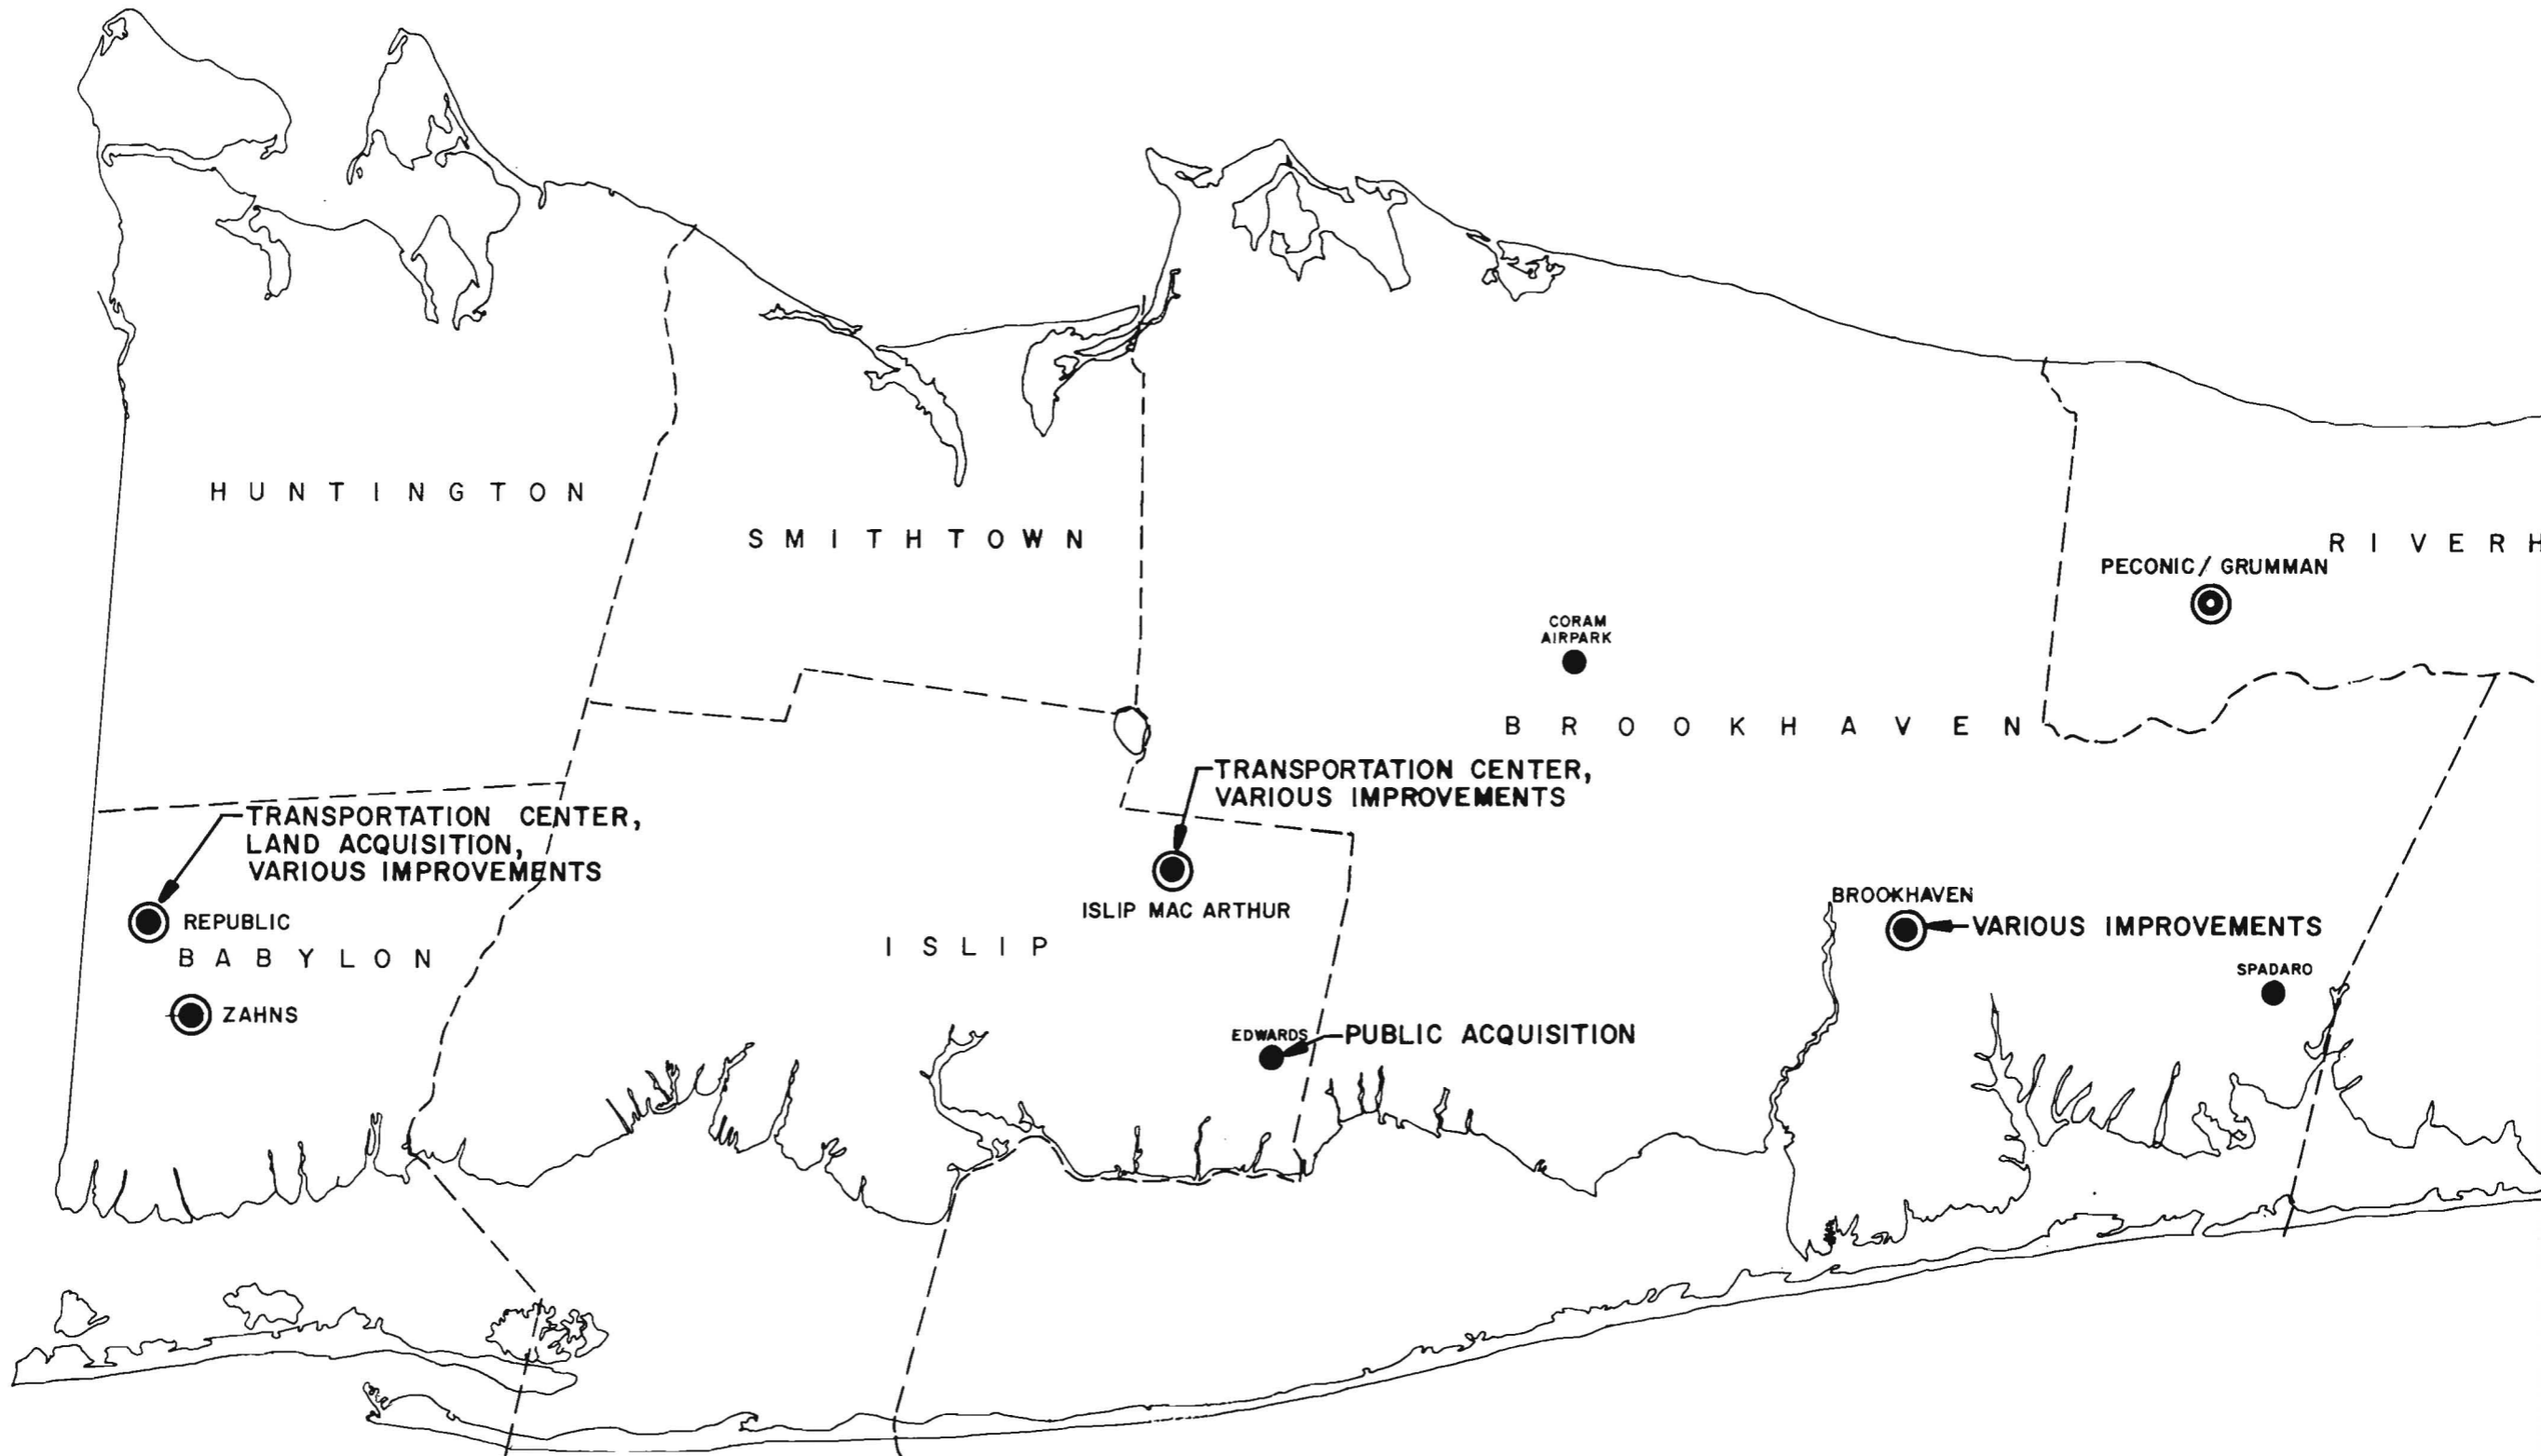 HUNTINGTON
SMITHTOWN
RIVERH
PECONIC/ GRUMMAN
CORAM
AIRPARK
BROOKHAVEN
TRANSPORTATION CENTER,
VARIOUS IMPROVEMENTS
TRANSPORTATION CENTER,
LAND ACQUISITION,
VARIOUS IMPROVEMENTS
REPUBLIC
BABYLON
ZAHNS
ISLIP MAC ARTHUR
ISLIP
BROOKHAVEN
VARIOUS IMPROVEMENTS
SPADARO
EDWARDS
PUBLIC ACQUISITION